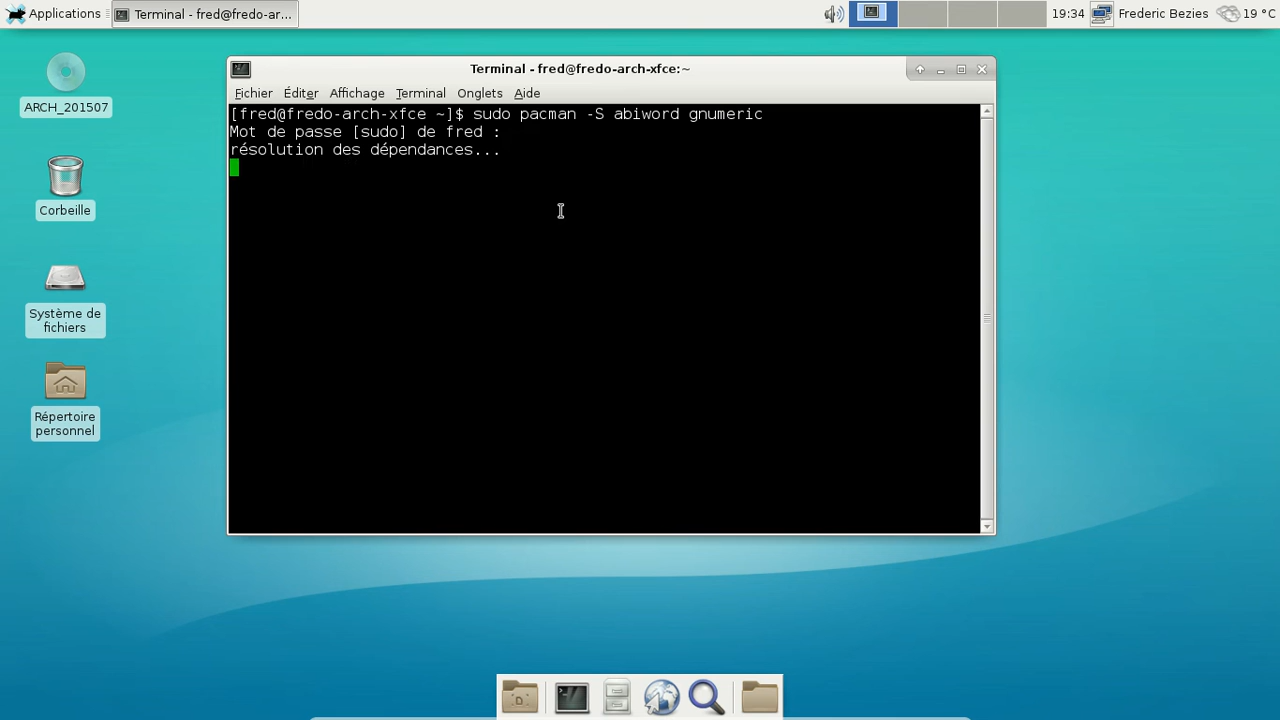 Applications
Terminal - fred@fredo-ar...
19:34
Frederic Bezies
19 °C
ARCH_201507
Corbeille
Système de
fichiers
Répertoire
personnel
Terminal - fred@fredo-arch-xfce:~
Fichier Éditer Affichage Terminal Onglets Aide
[fred@fredo-arch-xfce ~]$ sudo pacman -S abiword gnumeric
Mot de passe [sudo] de fred :
résolution des dépendances...
D